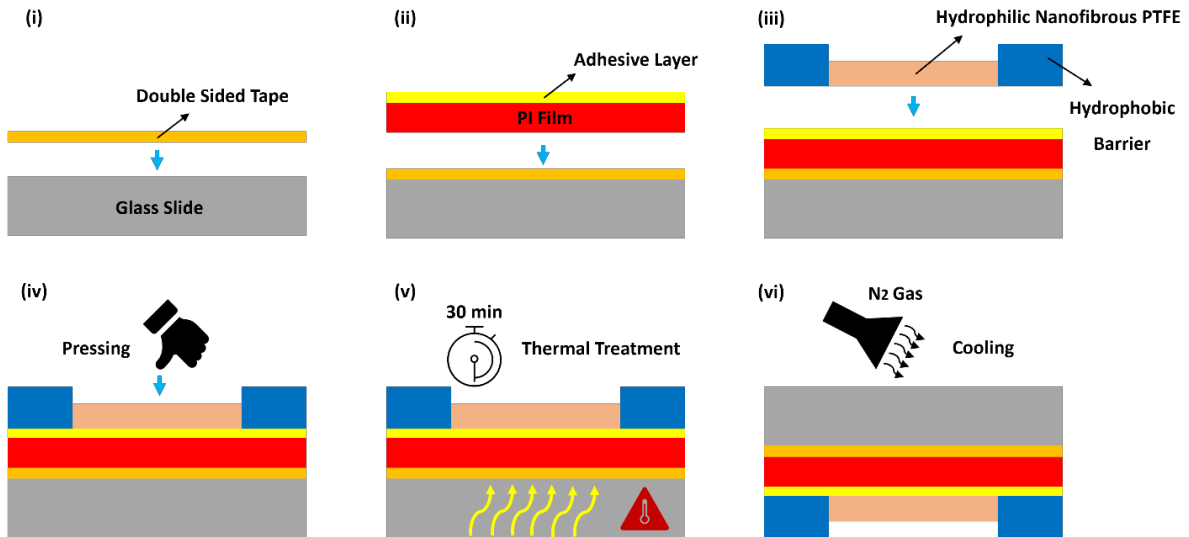 (i)
Double Sided Tape
Glass Slide
(ii)
Adhesive Layer
PI Film
(iii)
Hydrophilic Nanofibrous PTFE
Hydrophobic
Barrier
(iv)
Pressing
(v)
30 min
Thermal Treatment
(vi)
N2 Gas
Cooling